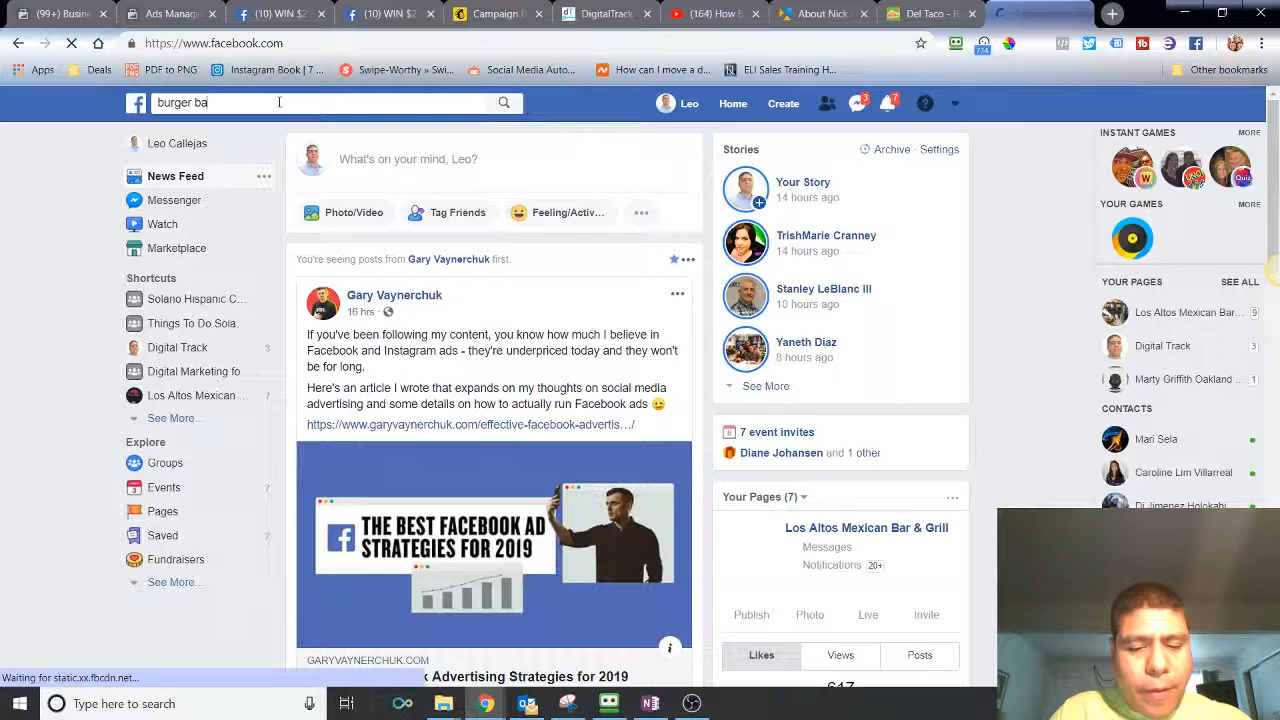 (99+) Busin
Ads Manage
(10) WIN $2
(10) WIN $2
Campaign B
DigitalTrack
(164) How B
About Nick
Del Taco - R
https://www.facebook.com
734
Apps
Deals
PDF to PNG
Instagram Book | 7
Swipe-Worthy » Swi...
Social Media Auto...
How can I move a d
ELI Sales Training H...
Other bookmarks
burger ba
Leo
Home
Create
3
7
Leo Callejas
News Feed
Messenger
Watch
Marketplace
Shortcuts
Solano Hispanic C...
Things To Do Sola.
Digital Track 3
Digital Marketing fo
Los Altos Mexican 7
See More...
Explore
Groups
Events 7
Pages
Saved 2
Fundraisers
See More...
What's on your mind, Leo?
Photo/Video
Tag Friends
Feeling/Activ...
You're seeing posts from Gary Vaynerchuk first.
Gary Vaynerchuk
16 hrs
If you've been following my content, you know how much I believe in
Facebook and Instagram ads - they're underpriced today and they won't
be for long.
Here's an article I wrote that expands on my thoughts on social media
advertising and some details on how to actually run Facebook ads
https://www.garyvaynerchuk.com/effective-facebook-advertis.../
THE BEST FACEBOOK AD
STRATEGIES FOR 2019
GARYVAYNERCHUK.COM
k Advertising Strategies for 2019
Stories
Archive · Settings
Your Story
14 hours ago
TrishMarie Cranney
14 hours ago
Stanley LeBlanc III
10 hours ago
Yaneth Diaz
8 hours ago
See More
7 event invites
Diane Johansen and 1 other
Your Pages (7)
Los Altos Mexican Bar & Grill
Messages
Notifications 20+
Publish
Photo
Live
Invite
Likes
Views
Posts
617
INSTANT GAMES
MORE
YOUR GAMES
MORE
YOUR PAGES
SEE ALL
Los Altos Mexican Bar... 9
Digital Track 3
Marty Griffith Oakland ... 1
CONTACTS
Mari Sela
Caroline Lim Villarreal
Waiting for static.xx.fbcdn.net...
Type here to search